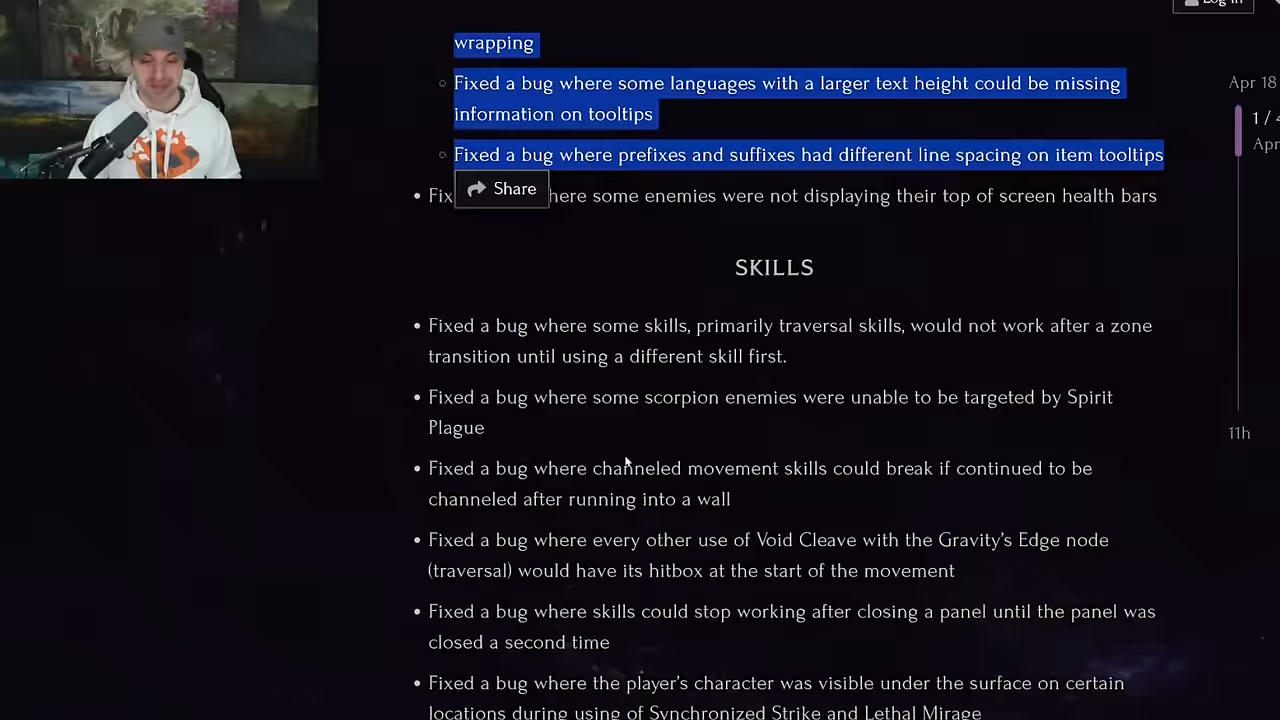 Log In
wrapping
Fixed a bug where some languages with a larger text height could be missing
information on tooltips
Fixed a bug where prefixes and suffixes had different line spacing on item tooltips
Share
Fix
here some enemies were not displaying their top of screen health bars
SKILLS
Fixed a bug where some skills, primarily traversal skills, would not work after a zone
transition until using a different skill first.
Fixed a bug where some scorpion enemies were unable to be targeted by Spirit
Plague
Fixed a bug where channeled movement skills could break if continued to be
channeled after running into a wall
Fixed a bug where every other use of Void Cleave with the Gravity’s Edge node
(traversal) would have its hitbox at the start of the movement
Fixed a bug where skills could stop working after closing a panel until the panel was
closed a second time
Fixed a bug where the player’s character was visible under the surface on certain
locations during using of Synchronized Strike and Lethal Mirage
Apr 18
1 / 4
Apr
11h